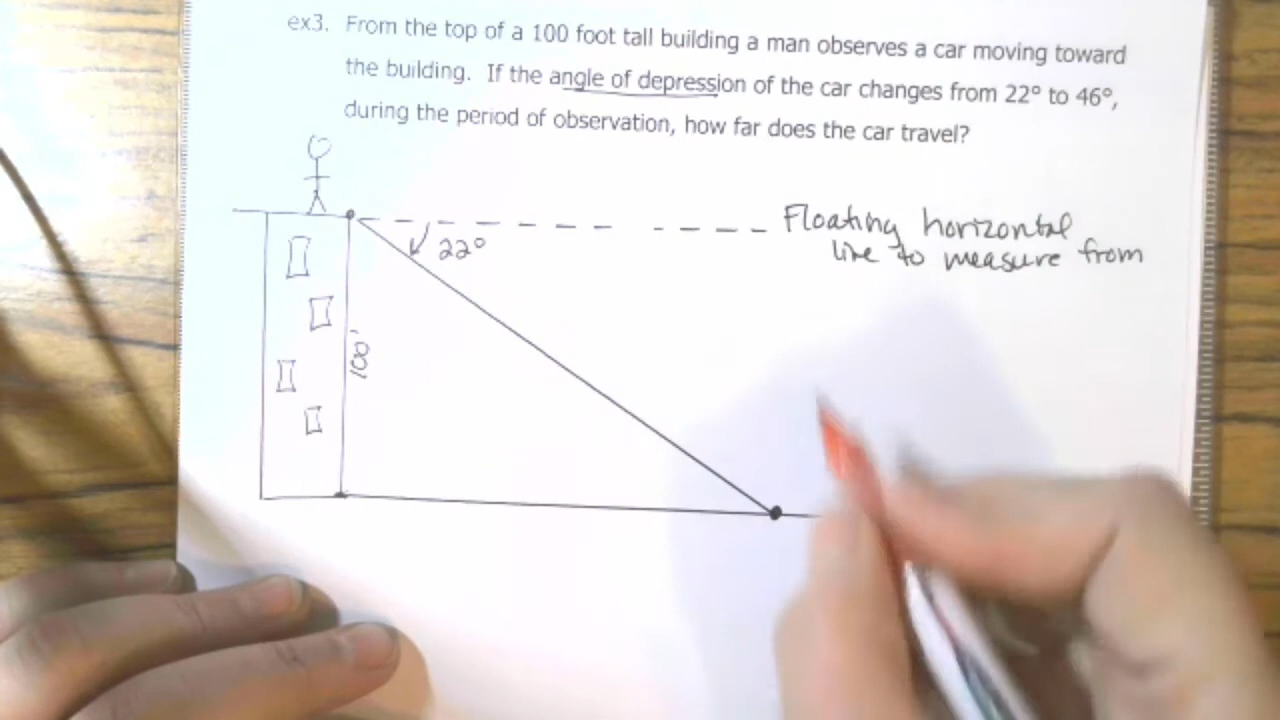 ex3. From the top of a 100 foot tall building a man observes a car moving toward
the building. If the angle of depression of the car changes from 22° to 46°,
during the period of observation, how far does the car travel?
Floating horizontal
line to measure from
22°
100'